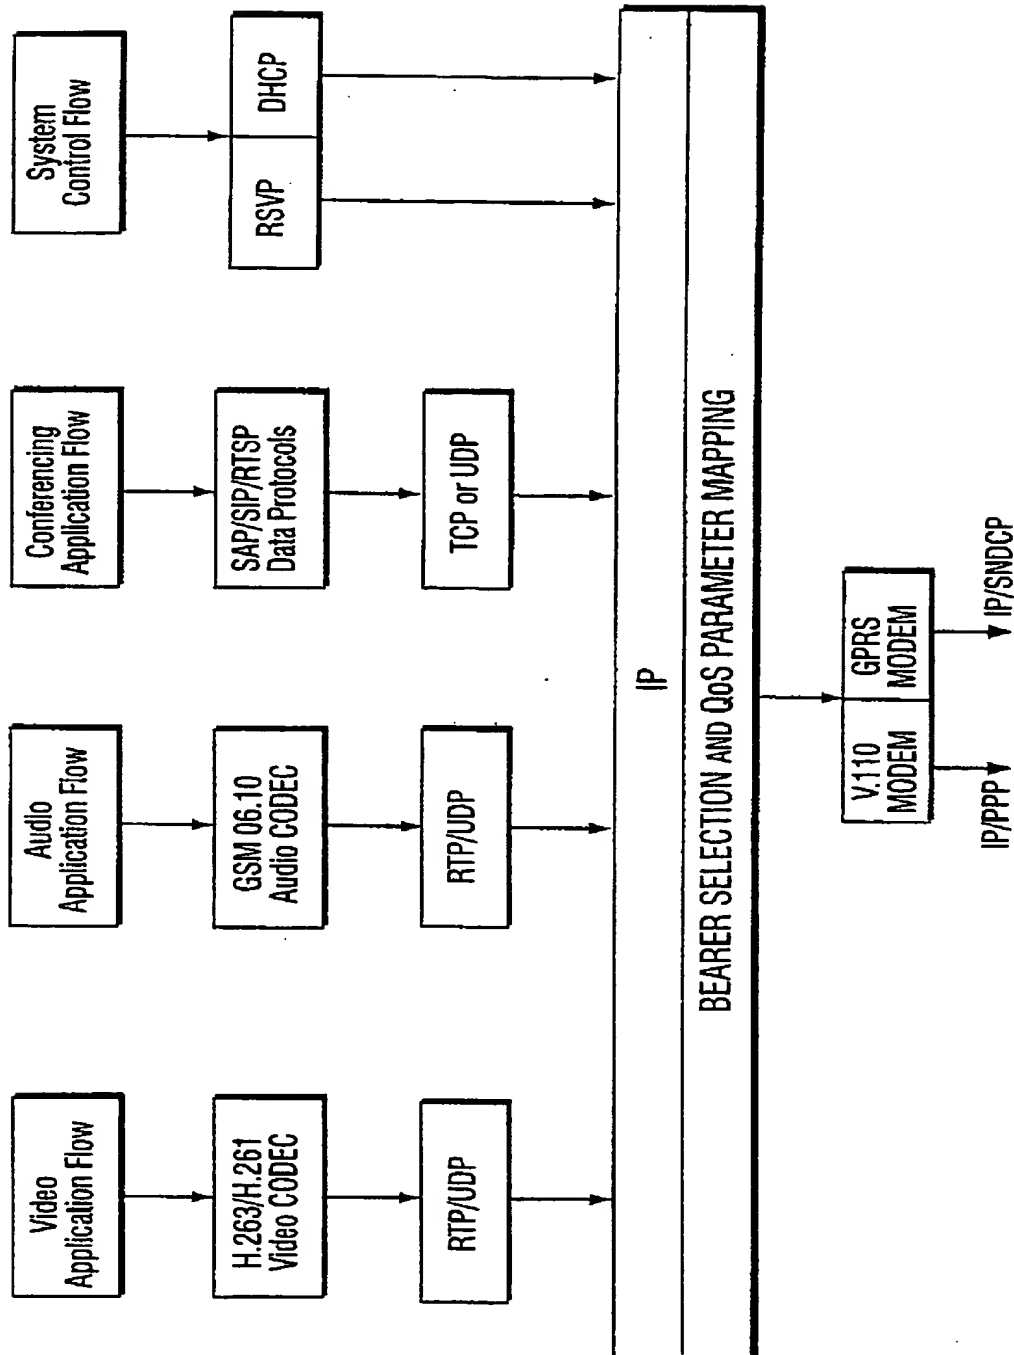 Video
Application Flow
H.263/H.261
Video CODEC
RTP/UDP
Audio
Application Flow
GSM 06.10
Audio CODEC
RTP/UDP
Conferencing
Application Flow
SAP/SIP/RTSP
Data Protocols
TCP or UDP
System
Control Flow
RSVP
DHCP
IP
BEARER SELECTION AND QoS PARAMETER MAPPING
V.110
MODEM
GPRS
MODEM
IP/PPP
IP/SNDCP